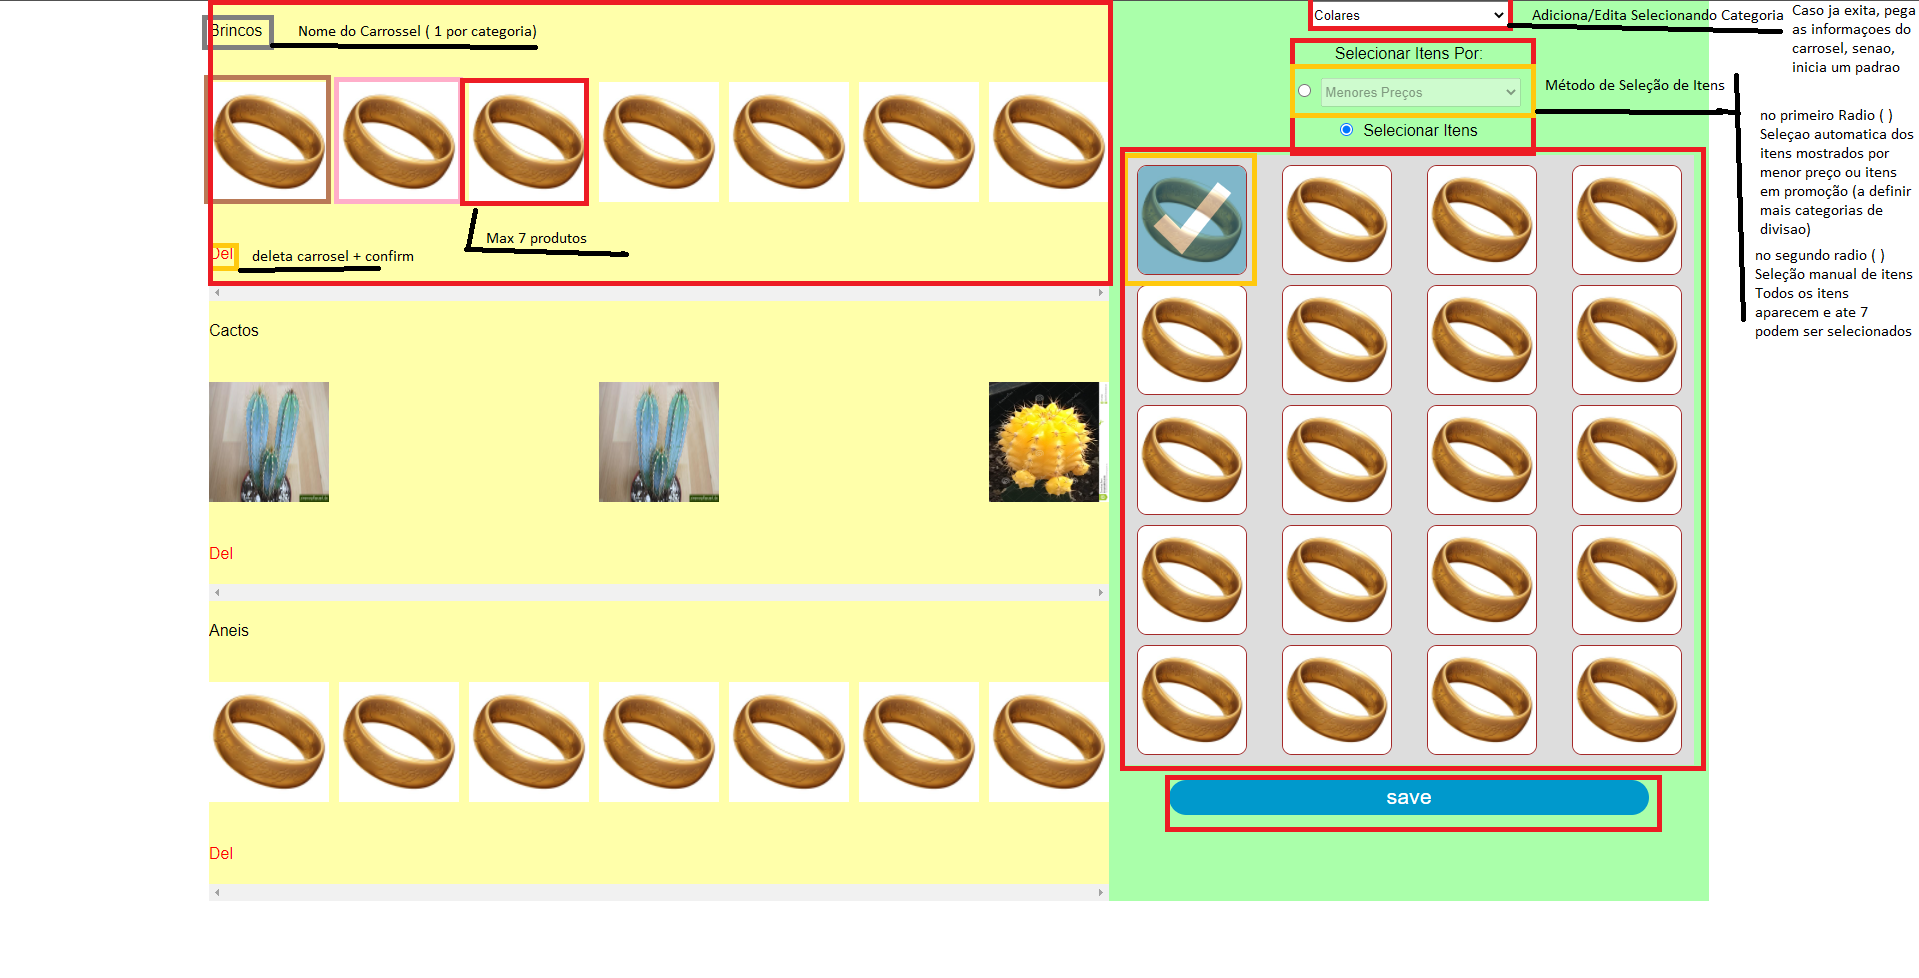 Brincos
Nome do Carrossel ( 1 por categoria)
Max 7 produtos
Del
deleta carrosel + confirm
Cactos
Del
Aneis
Del
Colares
Adiciona/Edita Selecionando Categoria
Caso ja exita, pega
as informaçoes do
carrosel, senao,
inicia um padrao
Selecionar Itens Por:
Menores Preços
Método de Seleção de Itens
Selecionar Itens
no primeiro Radio ( )
Seleçao automatica dos
itens mostrados por
menor preço ou itens
em promoção (a definir
mais categorias de
divisao)
no segundo radio ( )
Seleção manual de itens
Todos os itens
aparecem e ate 7
podem ser selecionados
save